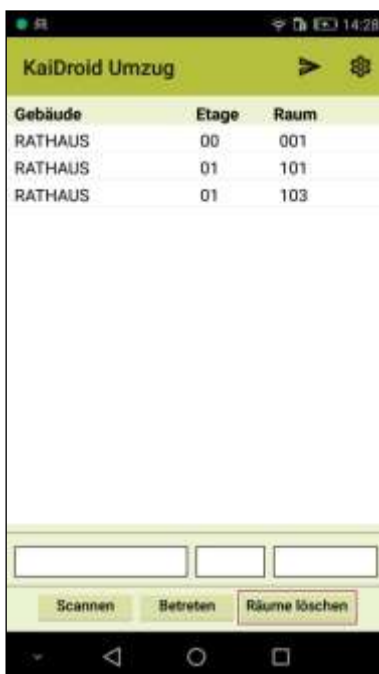 14:28
KaiDroid Umzug
Gebäude Etage Raum
RATHAUS 00 001
RATHAUS 01 101
RATHAUS 01 103
Scannen Betreten Räume löschen